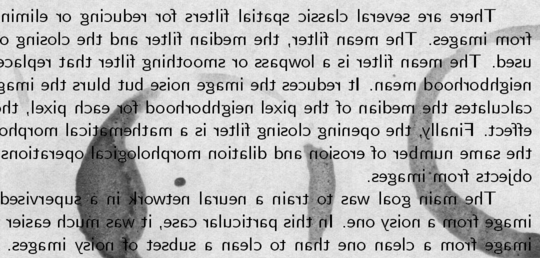 There are several classic spatial filters for reducing or elimin
from images. The mean filter, the median filter and the closing o
used. The mean filter is a lowpass or smoothing filter that replace
neighborhood mean. It reduces the image noise but blurs the imag
calculates the median of the pixel neighborhood for each pixel, the
effect. Finally, the opening closing filter is a mathematical morpho
the same number of erosion and dilation morphological operations
objects from images.
The main goal was to train a neural network in a supervised
image from a noisy one. In this particular case, it was much easier
image from a clean one than to clean a subset of noisy images.